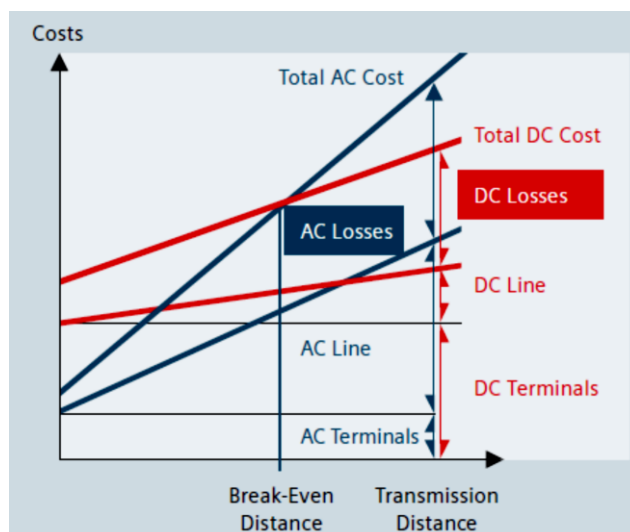 Costs
Total AC Cost
Total DC Cost
DC Losses
AC Losses
DC Line
AC Line
DC Terminals
AC Terminals
Break-Even
Distance
Transmission
Distance